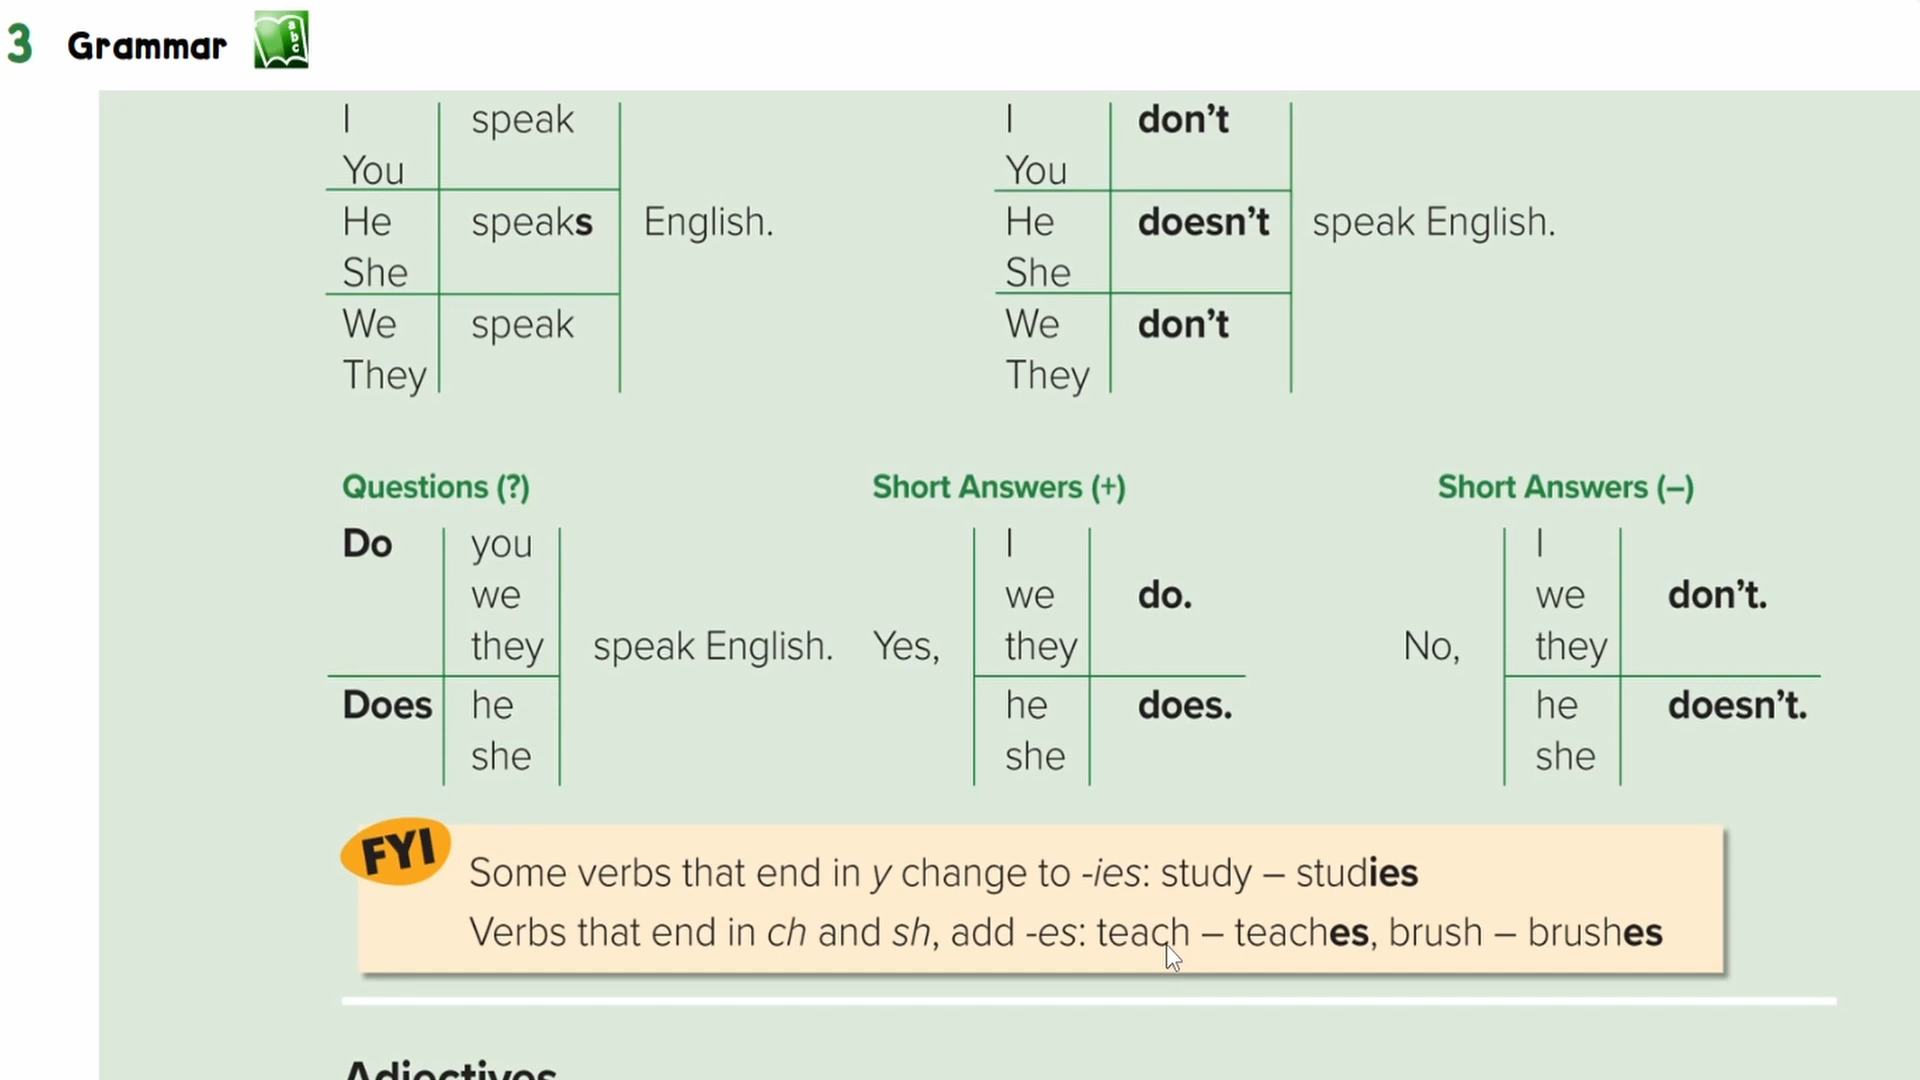 3 Grammar
abc
I speak
You
He speaks English.
She
We speak
They
I don't
You
He doesn't speak English.
She
We don't
They
Questions (?)
Do you
we
they speak English.
Does he
she
Short Answers (+)
I
we do.
Yes, they
he does.
she
Short Answers (–)
I
we don't.
No, they
he doesn't.
she
FYI
Some verbs that end in y change to -ies: study – studies
Verbs that end in ch and sh, add -es: teach – teaches, brush – brushes
Adjectives